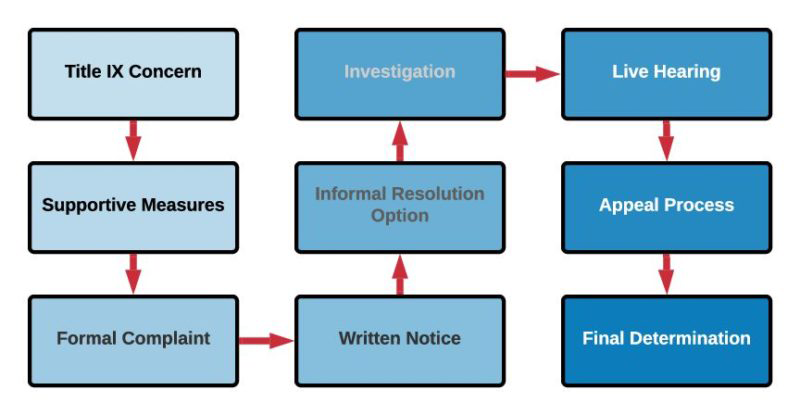 Title IX Concern
Supportive Measures
Formal Complaint
Written Notice
Informal Resolution
Option
Investigation
Live Hearing
Appeal Process
Final Determination